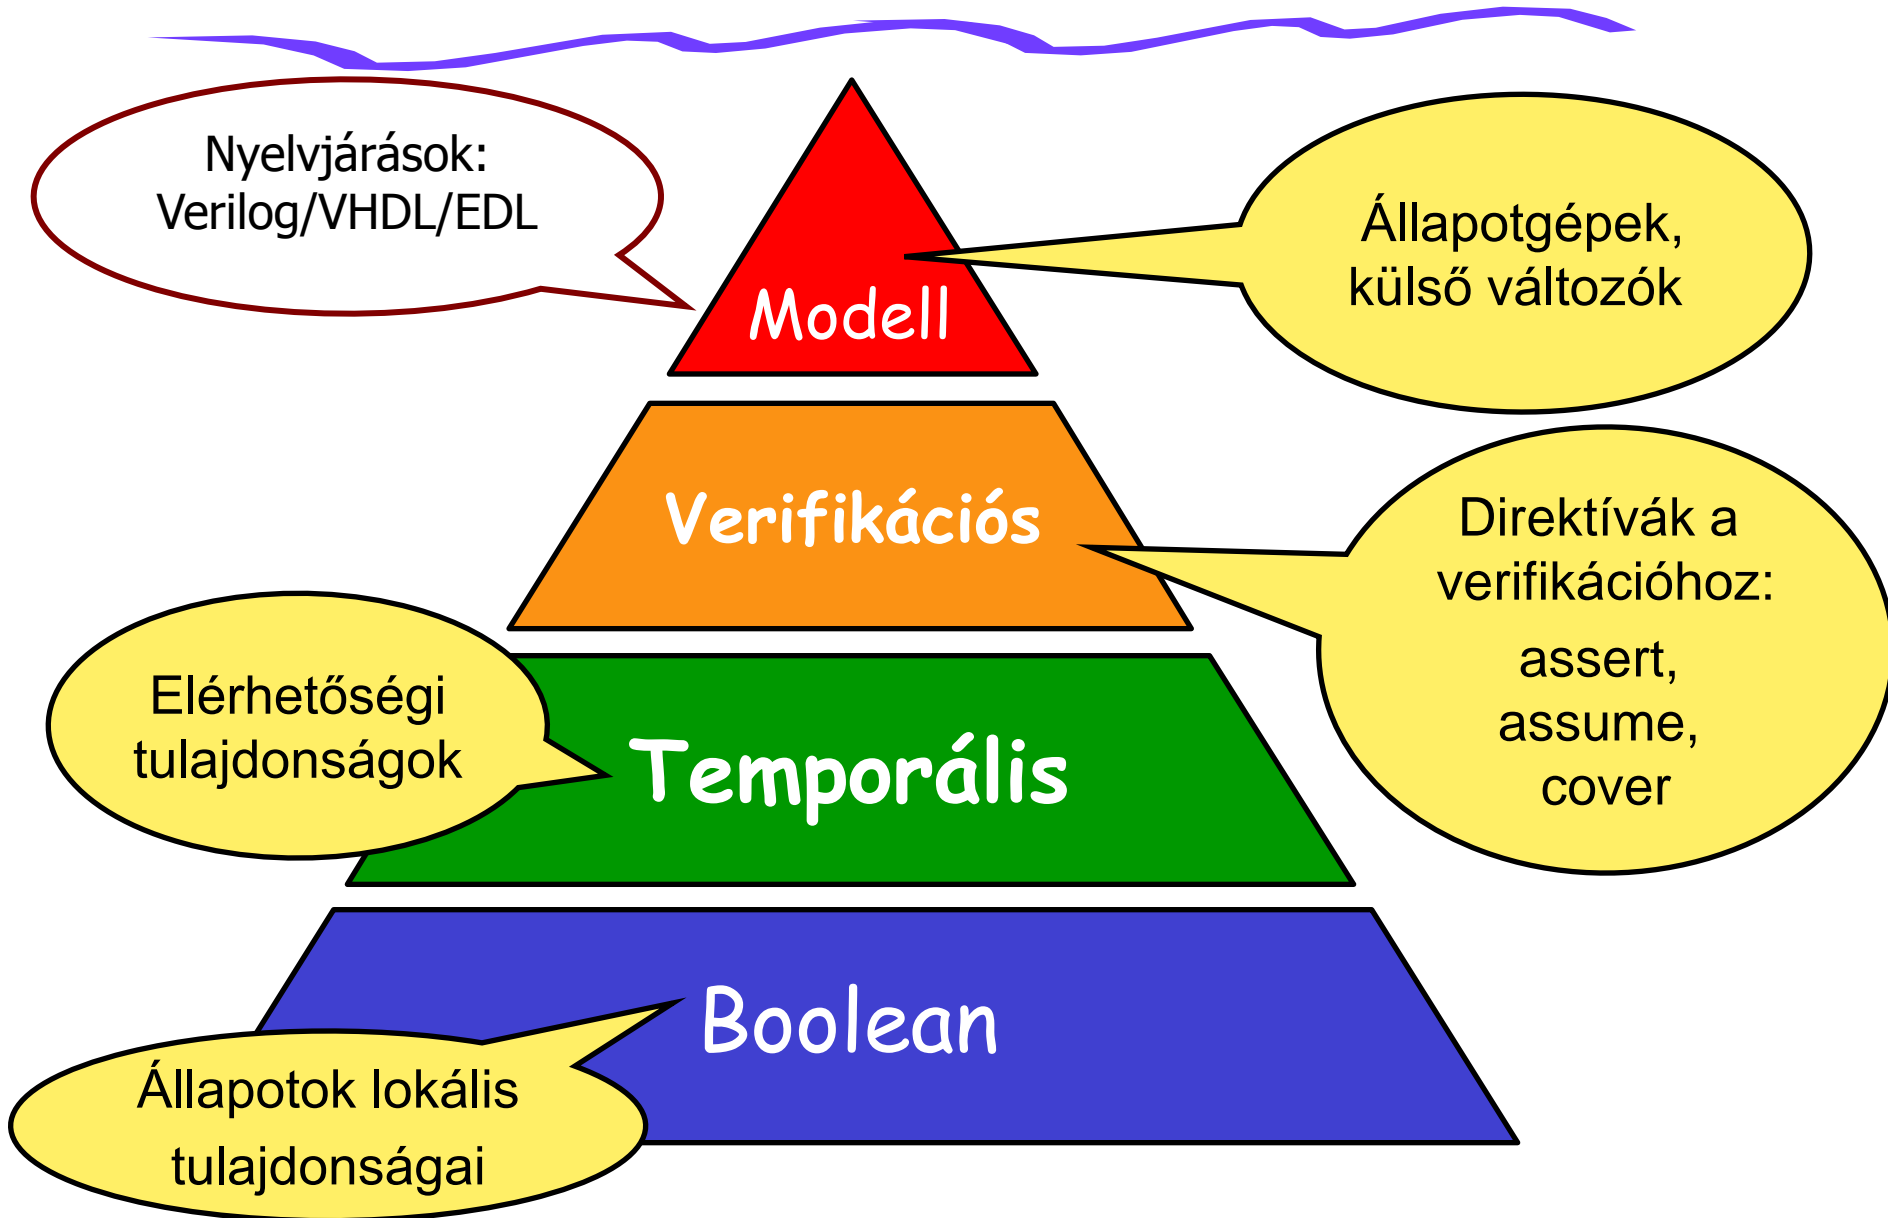 Nyelvjárások:
Verilog/VHDL/EDL
Állapotgépek,
külső változók
Modell
Verifikációs
Direktívák a
verifikációhoz:
assert,
assume,
cover
Elérhetőségi
tulajdonságok
Temporális
Boolean
Állapotok lokális
tulajdonságai